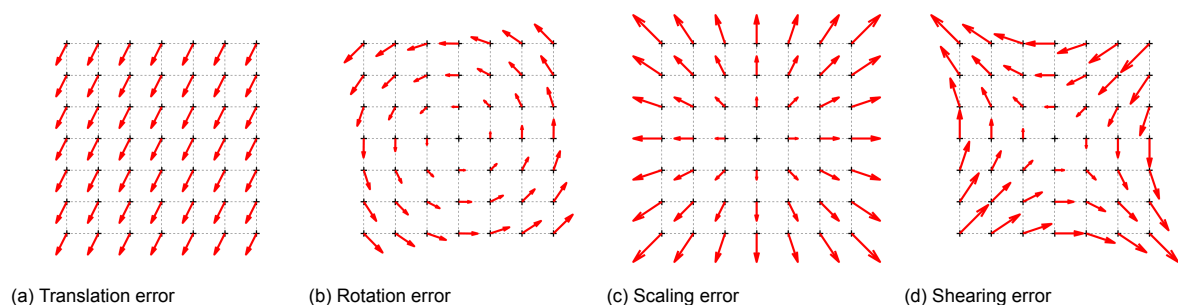 (a) Translation error
(b) Rotation error
(c) Scaling error
(d) Shearing error